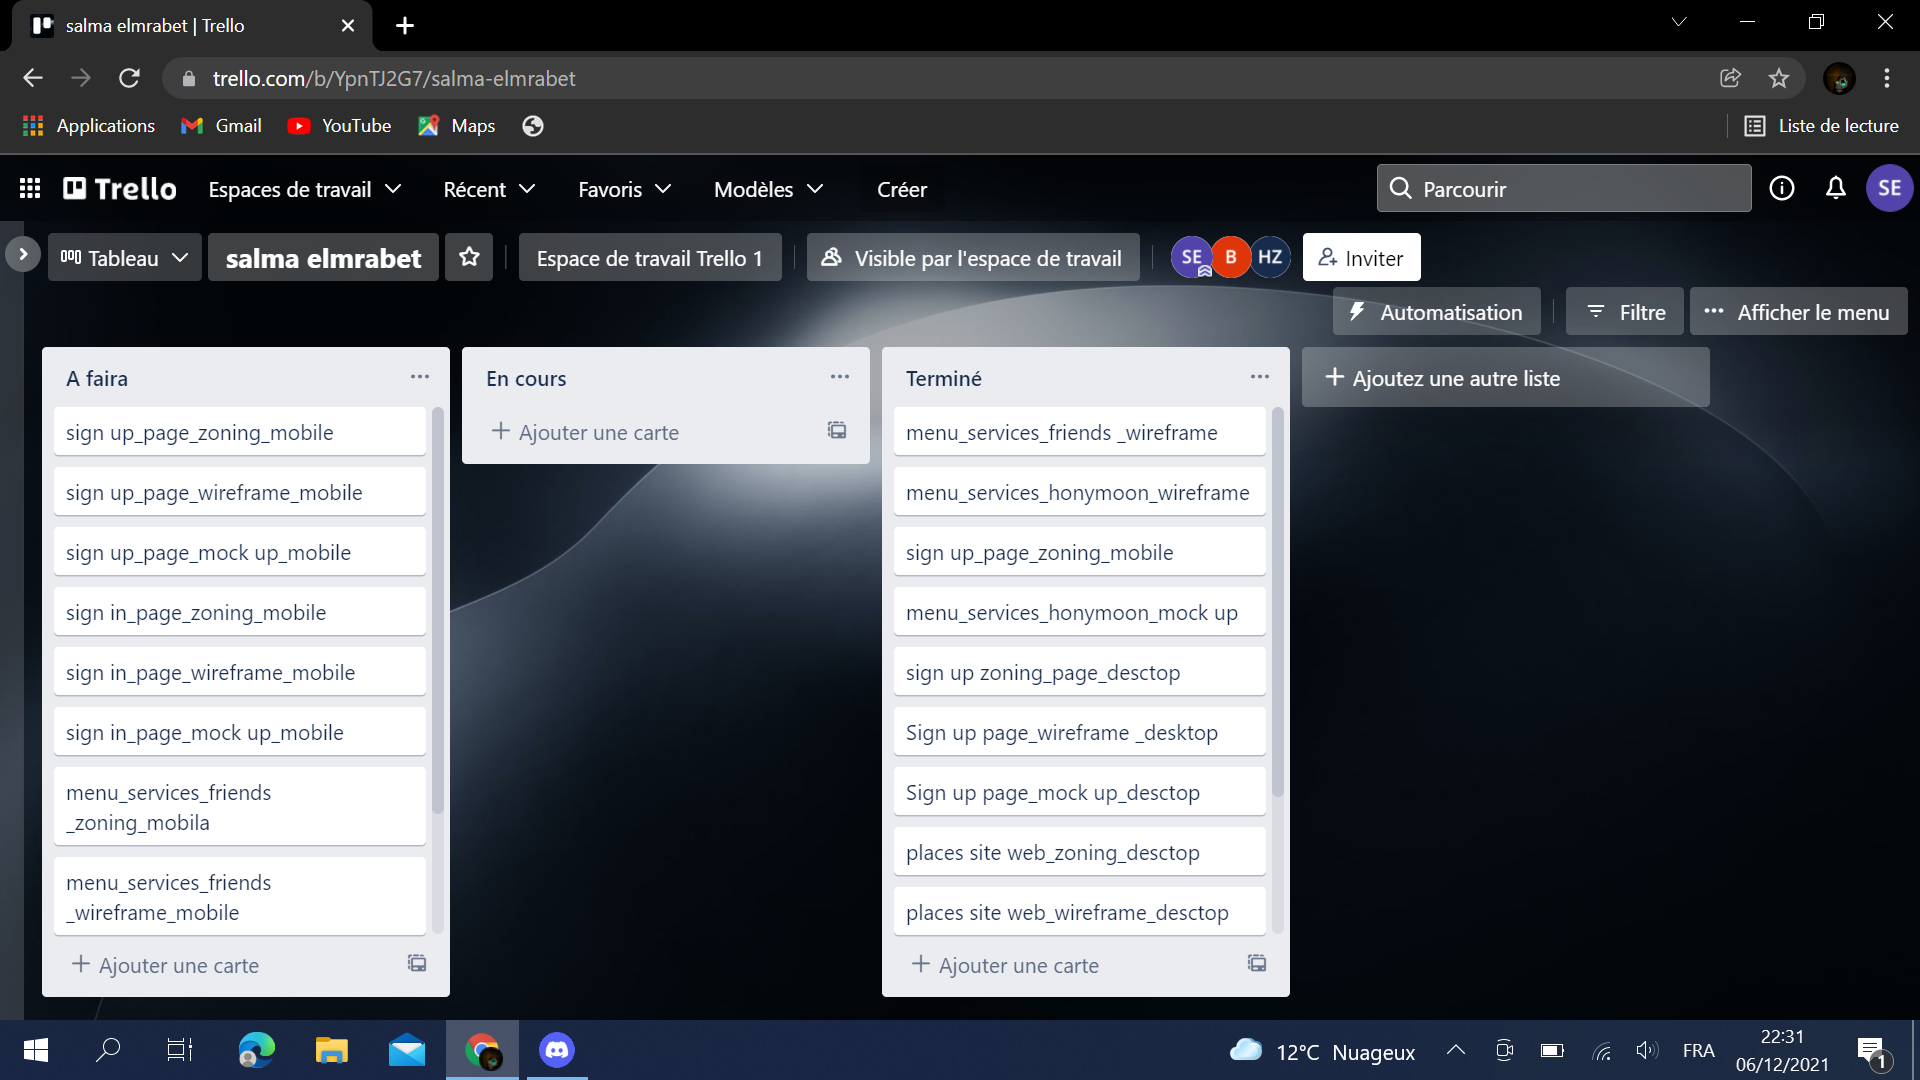 salma elmrabet | Trello
trello.com/b/YpnTJ2G7/salma-elmrabet
Applications
Gmail
YouTube
Maps
Liste de lecture
Trello
Espaces de travail
Récent
Favoris
Modèles
Créer
Parcourir
SE
Tableau
salma elmrabet
Espace de travail Trello 1
Visible par l'espace de travail
SE
B
HZ
Inviter
Automatisation
Filtre
Afficher le menu
A faira
sign up_page_zoning_mobile
sign up_page_wireframe_mobile
sign up_page_mock up_mobile
sign in_page_zoning_mobile
sign in_page_wireframe_mobile
sign in_page_mock up_mobile
menu_services_friends
_zoning_mobila
menu_services_friends
_wireframe_mobile
Ajouter une carte
En cours
Ajouter une carte
Terminé
menu_services_friends _wireframe
menu_services_honymoon_wireframe
sign up_page_zoning_mobile
menu_services_honymoon_mock up
sign up zoning_page_desctop
Sign up page_wireframe _desktop
Sign up page_mock up_desctop
places site web_zoning_desctop
places site web_wireframe_desctop
Ajouter une carte
Ajoutez une autre liste
12°C Nuageux
FRA
22:31
06/12/2021
1